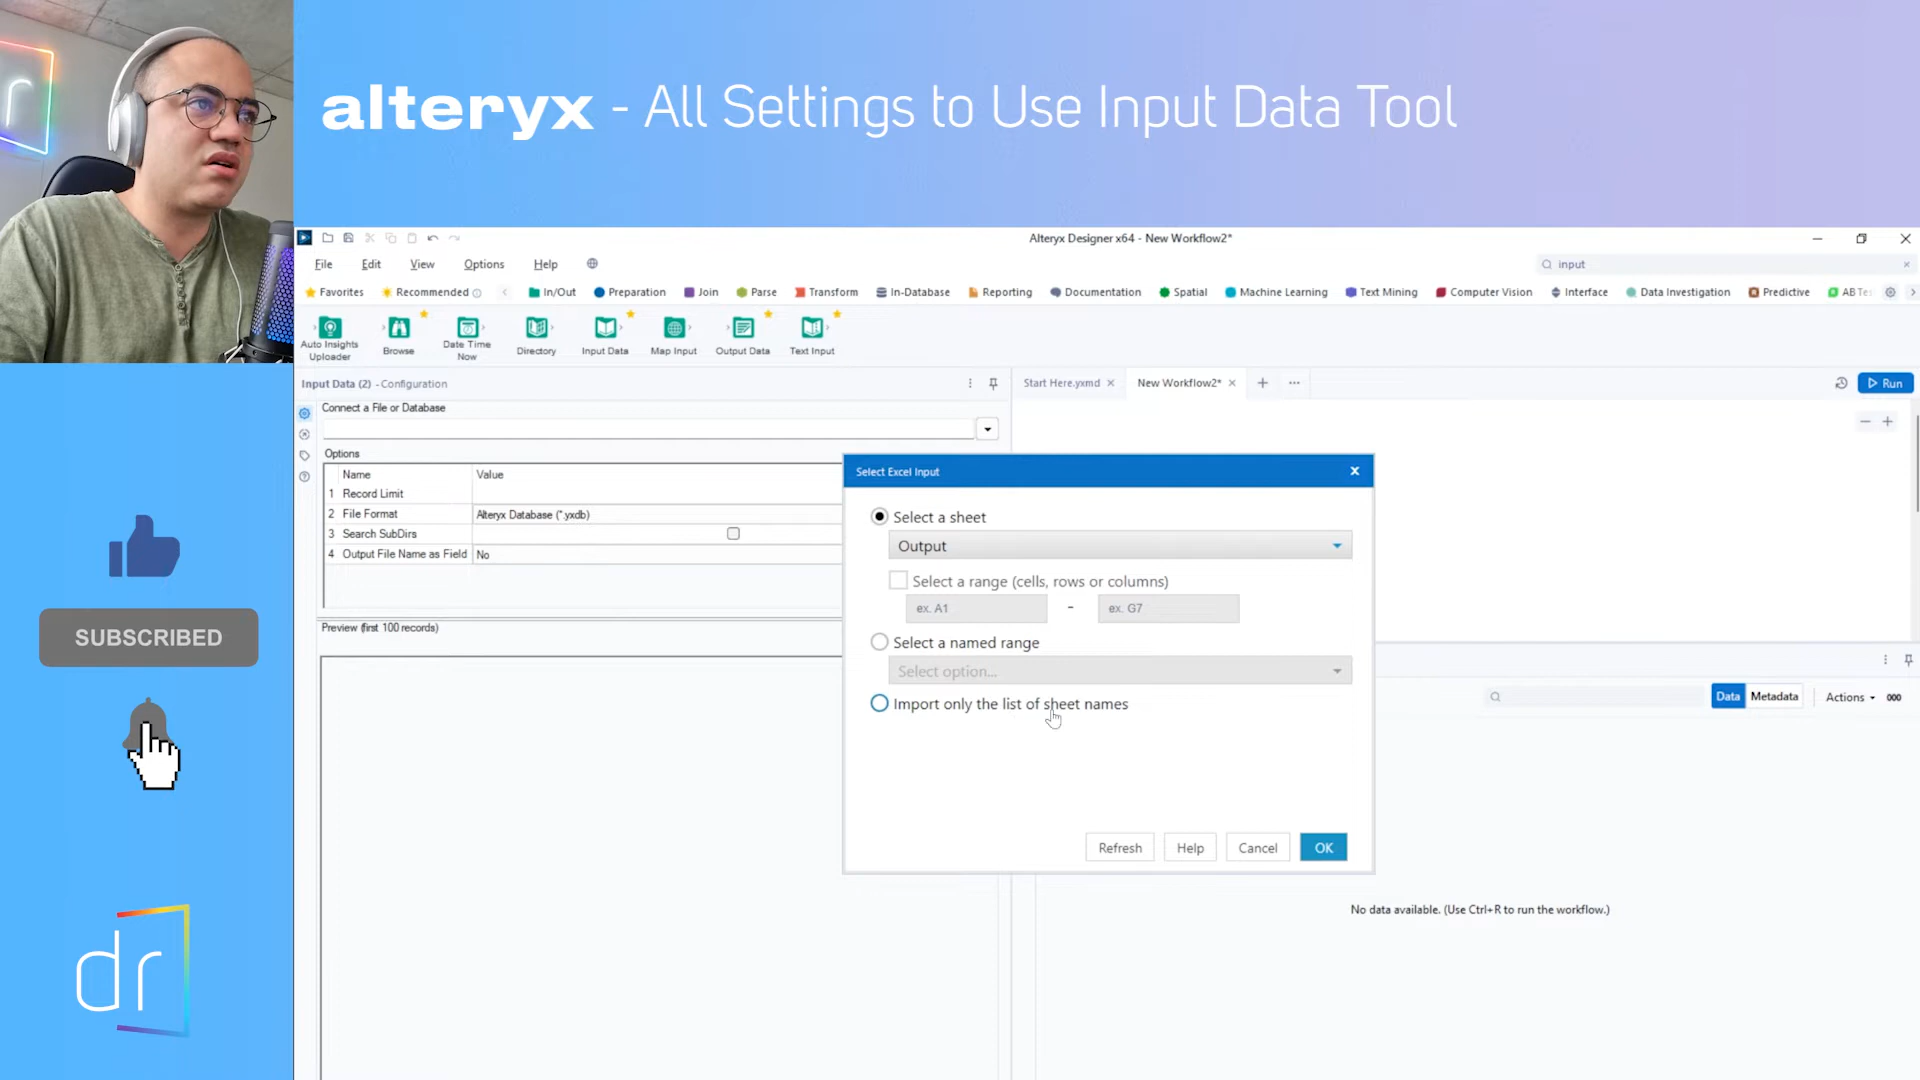 alteryx - All Settings to Use Input Data Tool
Alteryx Designer x64 - New Workflow2*
File Edit View Options Help
input
Favorites Recommended In/Out Preparation Join Parse Transform In-Database Reporting Documentation Spatial Machine Learning Text Mining Computer Vision Interface Data Investigation Predictive AB Tes
Auto Insights Uploader
Browse
Date Time Now
Directory
Input Data
Map Input
Output Data
Text Input
Input Data (2) - Configuration
Start Here.yxmd
New Workflow2*
Run
Connect a File or Database
Options
Name Value
1 Record Limit
2 File Format Alteryx Database (*.yxdb)
3 Search SubDirs
4 Output File Name as Field No
Preview (first 100 records)
Select Excel Input
Select a sheet
Output
Select a range (cells, rows or columns)
ex. A1 - ex. G7
Select a named range
Select option...
Import only the list of sheet names
Refresh Help Cancel OK
Data Metadata Actions 000
No data available. (Use Ctrl+R to run the workflow.)
SUBSCRIBED
dr
r